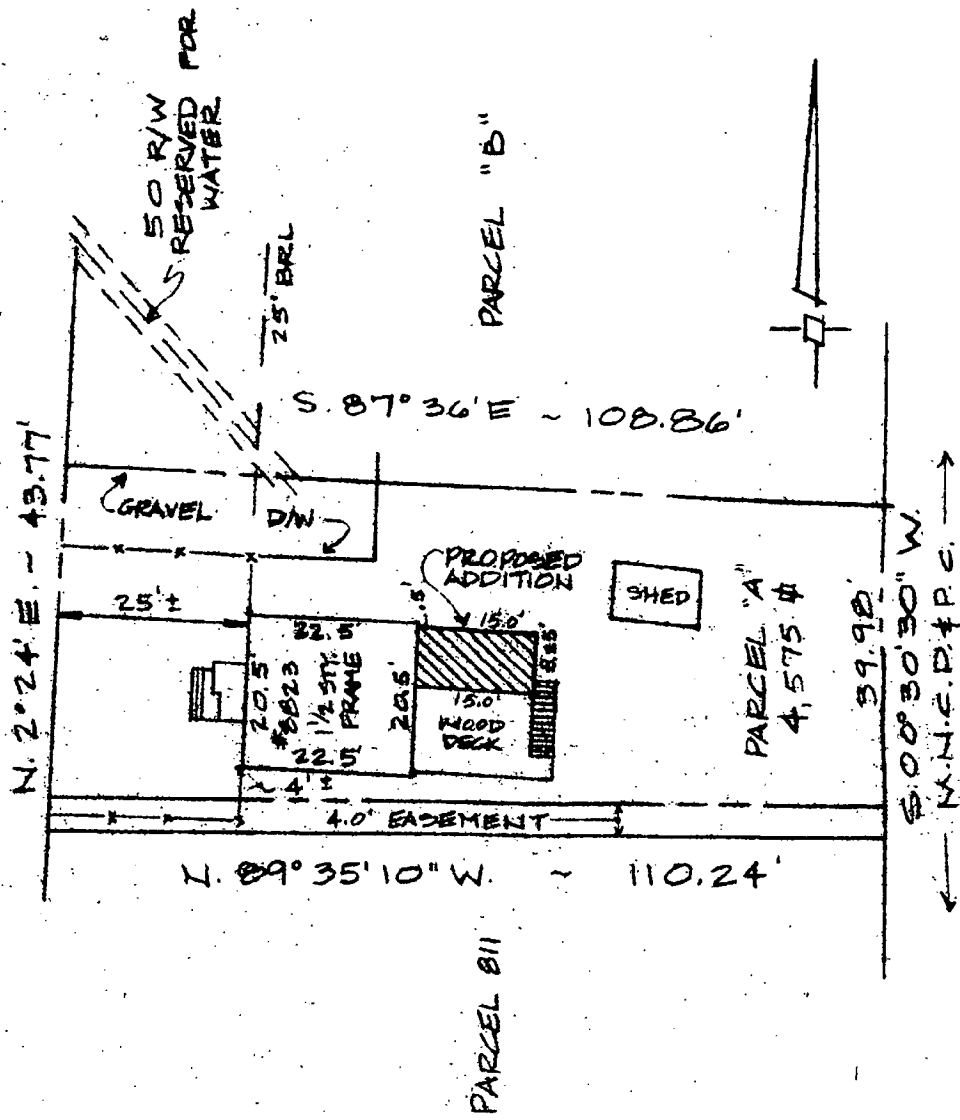 50 R/W
RESERVED FOR
WATER
25' BRL
PARCEL "B"
N. 2° 24' E. ~ 43.77'
S. 87° 36' E ~ 108.86'
GRAVEL
D/W
PROPOSED
ADDITION
SHED
25' ±
22.5'
20.5'
#8823
1 1/2 STY
FRAME
22.5'
4' ±
20.5'
.5'
15.0'
15.0'
WOOD
DECK
PARCEL "A"
4,575 ⌗
39.98'
S. 00° 30' 30" W.
M.N.C.P. & P.C.
4.0' EASEMENT
N. 89° 35' 10" W. ~ 110.24'
PARCEL 811